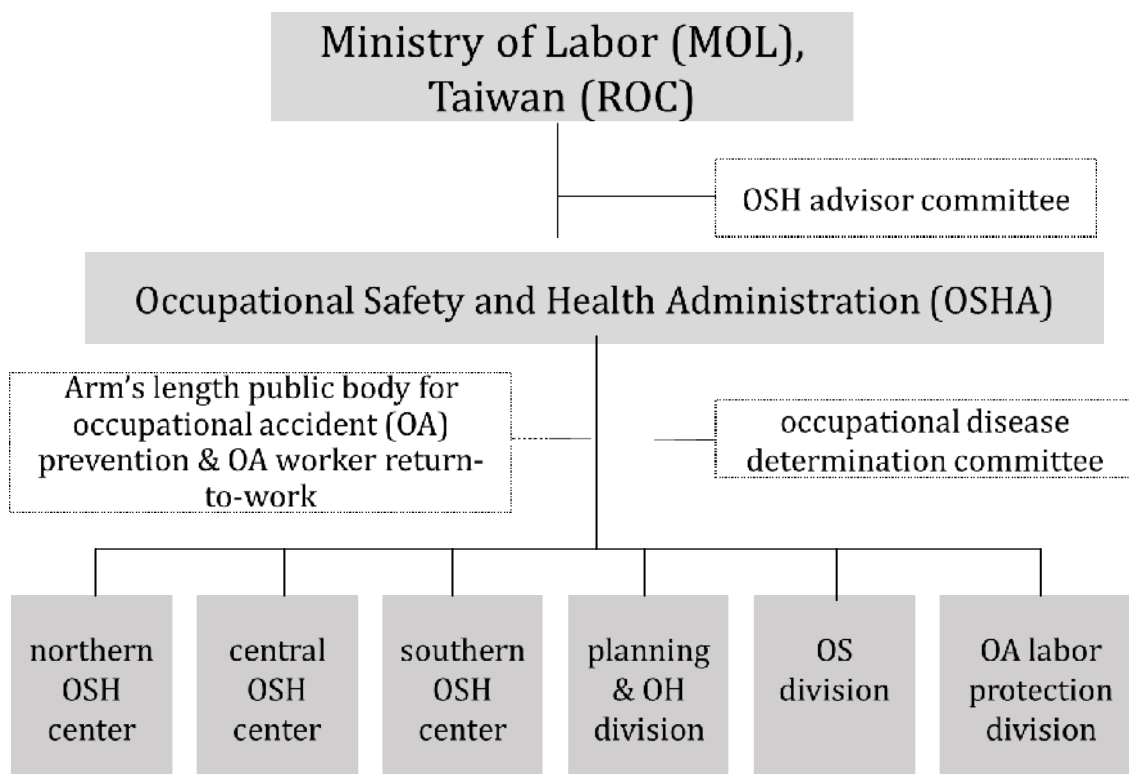 Ministry of Labor (MOL),
Taiwan (ROC)
OSH advisor committee
Occupational Safety and Health Administration (OSHA)
Arm's length public body for
occupational accident (OA)
prevention & OA worker return-
to-work
occupational disease
determination committee
northern
OSH
center
central
OSH
center
southern
OSH
center
planning
& OH
division
OS
division
OA labor
protection
division